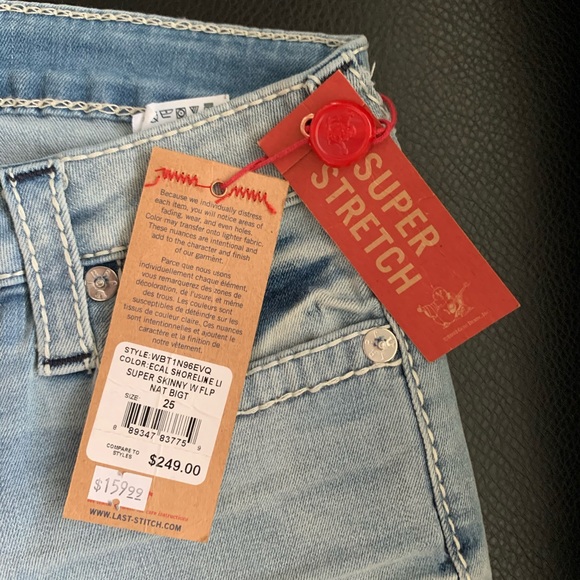 Because we individually distress
each item, you will notice areas of
fading, wear, and even holes.
Color may transfer onto lighter fabric.
These nuances are intentional and
add to the character and finish
of our garment.
Parce que nous usons
individuellement chaque élément,
vous remarquerez des zones de
décoloration, de l'usure, et même
des trous. Les couleurs sont
susceptibles de déteindre sur les
tissus de couleur claire. Ces nuances
sont intentionnelles et ajoutent le
caractère et la finition de
notre vêtement.
STYLE:WBT1N96EVQ
COLOR:ECAL SHORELINE LI
SUPER SKINNY W FLP
NAT BIGT
SIZE: 25
8 89347 83775 9
COMPARE TO
STYLES
$249.00
$159.99
WWW.LAST-STITCH.COM
SUPER
STRETCH